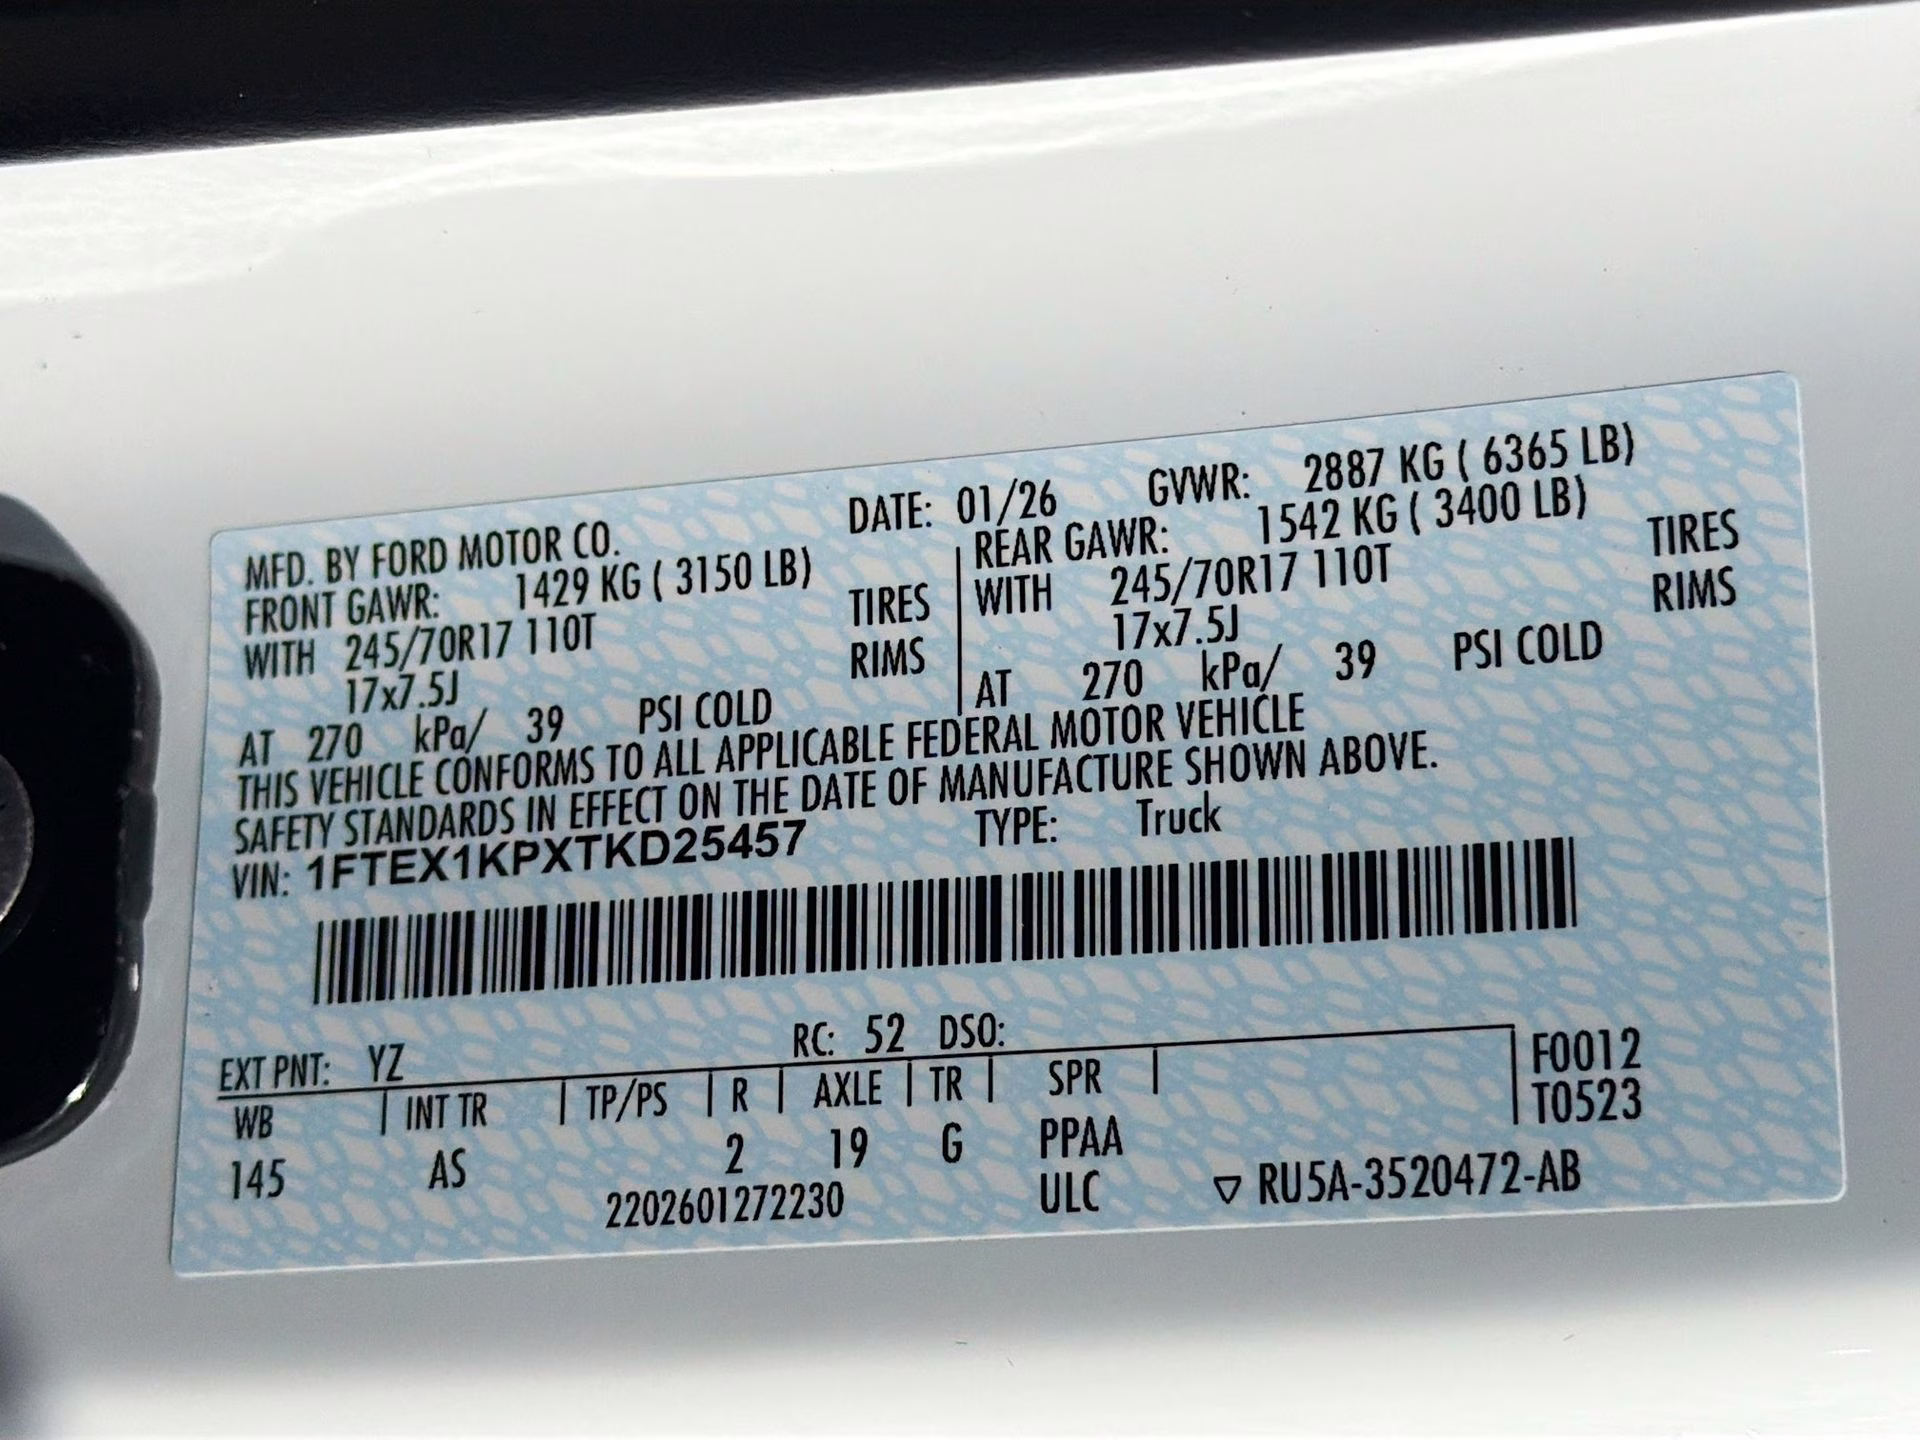 MFD. BY FORD MOTOR CO. DATE: 01/26 GVWR: 2887 KG ( 6365 LB)
FRONT GAWR: 1429 KG ( 3150 LB) REAR GAWR: 1542 KG ( 3400 LB)
WITH 245/70R17 110T TIRES WITH 245/70R17 110T TIRES
17x7.5J RIMS 17x7.5J RIMS
AT 270 kPa/ 39 PSI COLD AT 270 kPa/ 39 PSI COLD
THIS VEHICLE CONFORMS TO ALL APPLICABLE FEDERAL MOTOR VEHICLE
SAFETY STANDARDS IN EFFECT ON THE DATE OF MANUFACTURE SHOWN ABOVE.
VIN: 1FTEX1KPXTKD25457 TYPE: Truck
EXT PNT: YZ RC: 52 DSO: F0012
WB INT TR TP/PS R AXLE TR SPR T0523
145 AS 2 19 G PPAA
2202601272230 ULC ▽ RU5A-3520472-AB